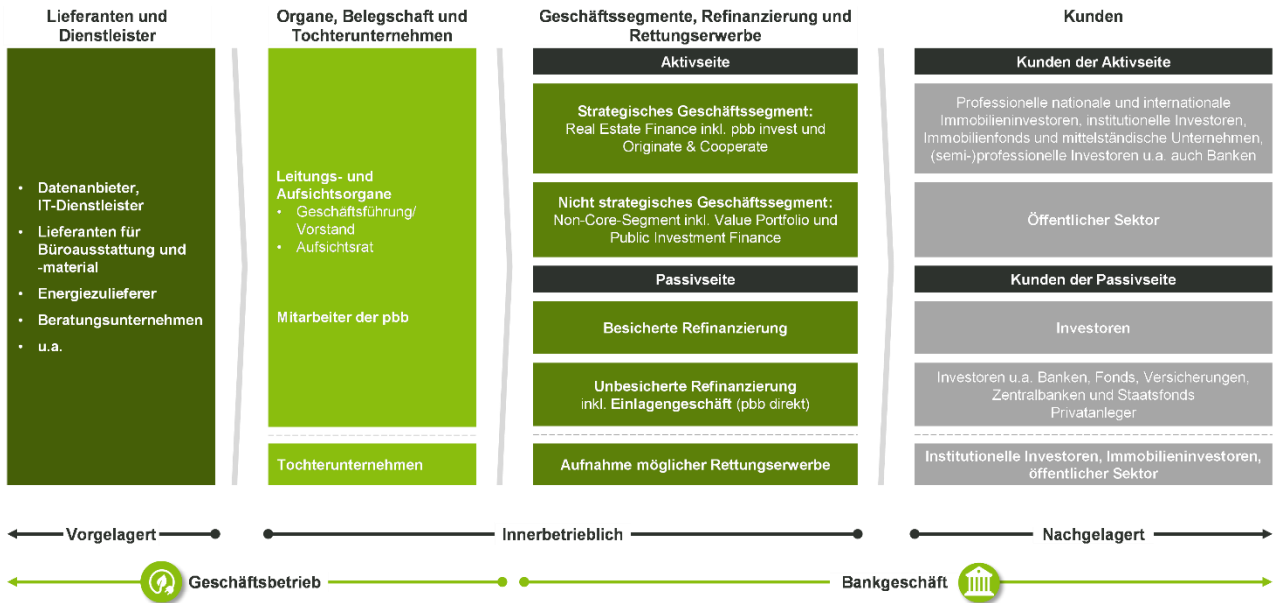 Lieferanten und
Dienstleister
Organe, Belegschaft und
Tochterunternehmen
Geschäftssegmente, Refinanzierung und
Rettungserwerbe
Kunden
• Datenanbieter,
IT-Dienstleister
• Lieferanten für
Büroausstattung und
-material
• Energiezulieferer
• Beratungsunternehmen
• u.a.
Leitungs- und
Aufsichtsorgane
• Geschäftsführung/
Vorstand
• Aufsichtsrat
Mitarbeiter der pbb
Tochterunternehmen
Aktivseite
Strategisches Geschäftssegment:
Real Estate Finance inkl. pbb invest und
Originate & Cooperate
Nicht strategisches Geschäftssegment:
Non-Core-Segment inkl. Value Portfolio und
Public Investment Finance
Passivseite
Besicherte Refinanzierung
Unbesicherte Refinanzierung
inkl. Einlagengeschäft (pbb direkt)
Aufnahme möglicher Rettungserwerbe
Kunden der Aktivseite
Professionelle nationale und internationale
Immobilieninvestoren, institutionelle Investoren,
Immobilienfonds und mittelständische Unternehmen,
(semi-)professionelle Investoren u.a. auch Banken
Öffentlicher Sektor
Kunden der Passivseite
Investoren
Investoren u.a. Banken, Fonds, Versicherungen,
Zentralbanken und Staatsfonds
Privatanleger
Institutionelle Investoren, Immobilieninvestoren,
öffentlicher Sektor
Vorgelagert
Innerbetrieblich
Nachgelagert
Geschäftsbetrieb
Bankgeschäft